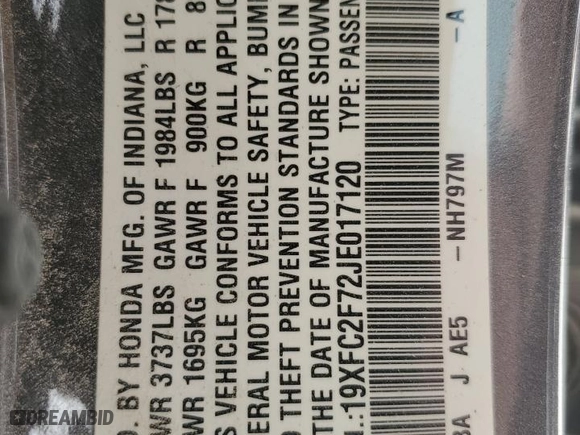 D. BY HONDA MFG. OF INDIANA, LLC
WR 3737LBS GAWR F 1984LBS R
WR 1695KG GAWR F 900KG R
S VEHICLE CONFORMS TO ALL APPLIC
ERAL MOTOR VEHICLE SAFETY, BUMP
D THEFT PREVENTION STANDARDS IN
THE DATE OF MANUFACTURE SHOWN
.:19XFC2F72JE017120 TYPE: PASSEN
A J AE5 NH797M -A
DREAMBID